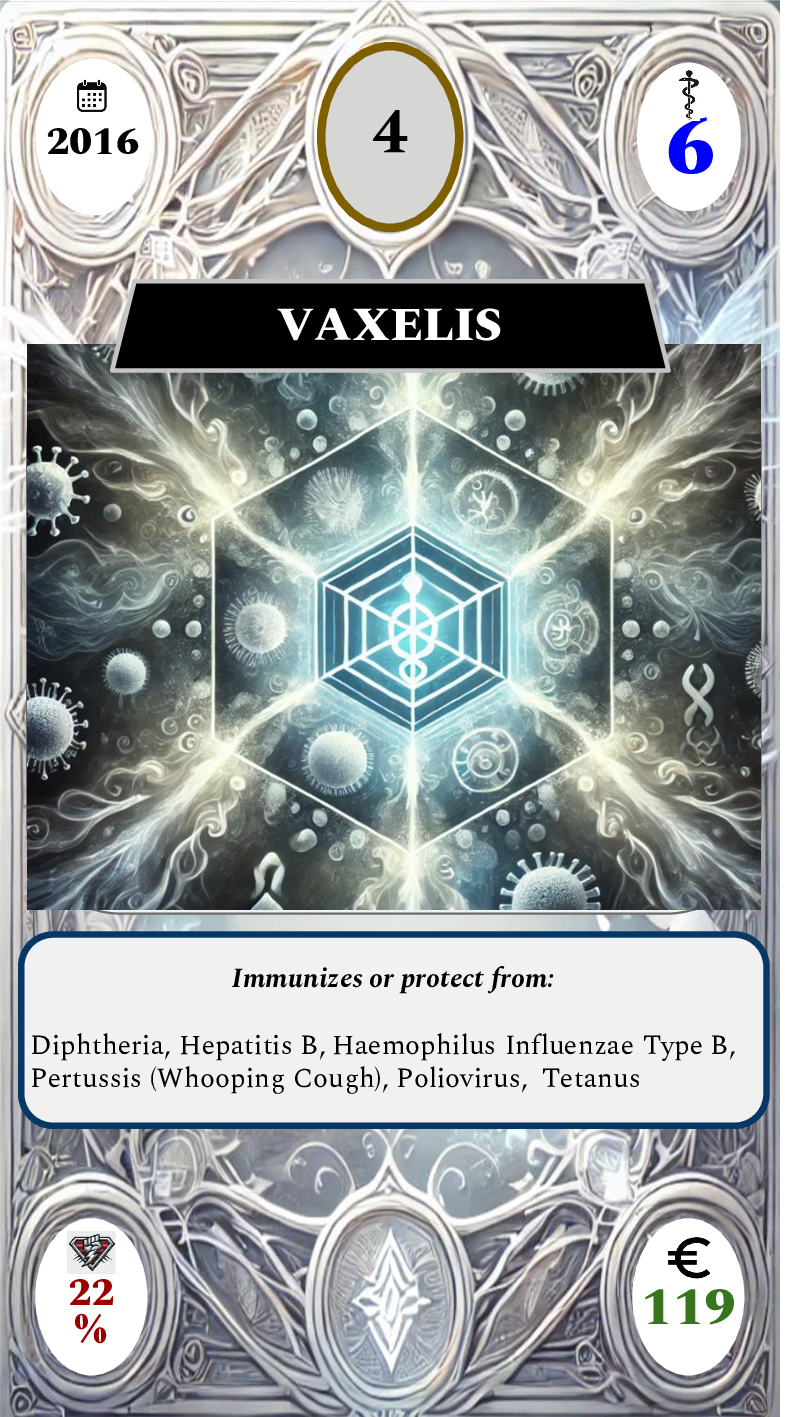 2016
4
6
VAXELIS
Immunizes or protect from:
Diphtheria, Hepatitis B, Haemophilus Influenzae Type B,
Pertussis (Whooping Cough), Poliovirus, Tetanus
22
%
€
119